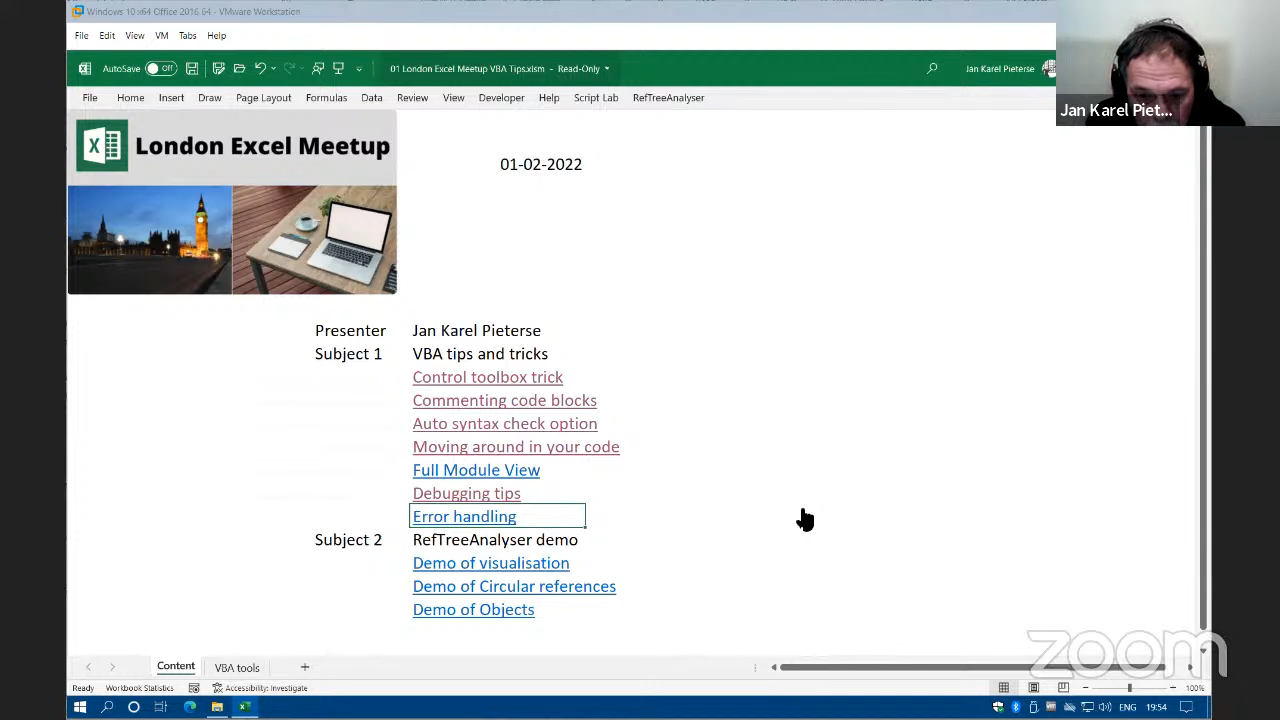 Windows 10 x64 Office 2016 64 - VMware Workstation
File Edit View VM Tabs Help
AutoSave Off 01 London Excel Meetup VBA Tips.xlsm - Read-Only Jan Karel Pieterse
File Home Insert Draw Page Layout Formulas Data Review View Developer Help Script Lab RefTreeAnalyser
Jan Karel Piet...
London Excel Meetup
01-02-2022
Presenter Jan Karel Pieterse
Subject 1 VBA tips and tricks
Control toolbox trick
Commenting code blocks
Auto syntax check option
Moving around in your code
Full Module View
Debugging tips
Error handling
Subject 2 RefTreeAnalyser demo
Demo of visualisation
Demo of Circular references
Demo of Objects
zoom
Content VBA tools
Ready Workbook Statistics Accessibility: Investigate 100%
ENG 19:54